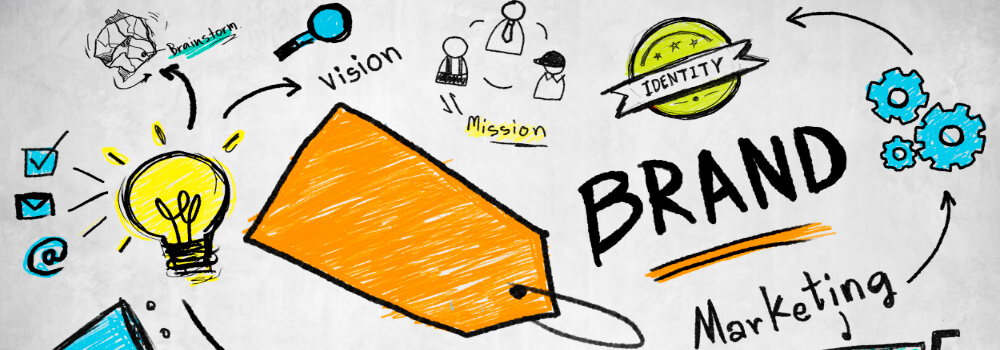 Brainstorm
Vision
Mission
IDENTITY
BRAND
Marketing
@